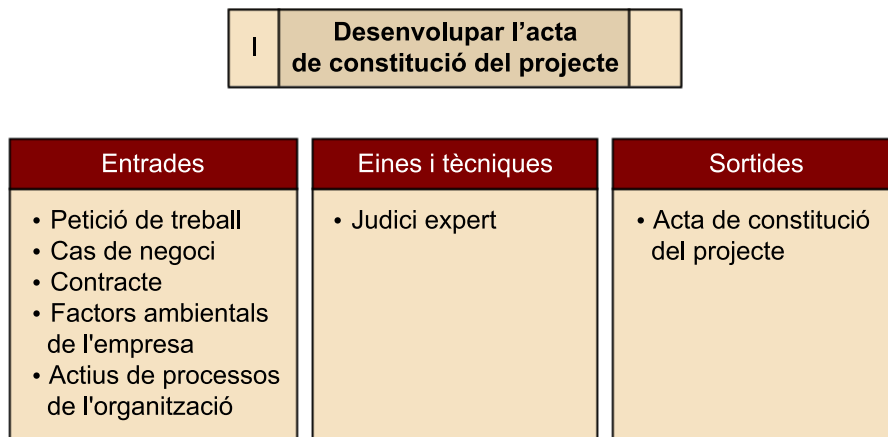 I
Desenvolupar l’acta
de constitució del projecte
Entrades
• Petició de treball
• Cas de negoci
• Contracte
• Factors ambientals
de l'empresa
• Actius de processos
de l'organització
Eines i tècniques
• Judici expert
Sortides
• Acta de constitució
del projecte